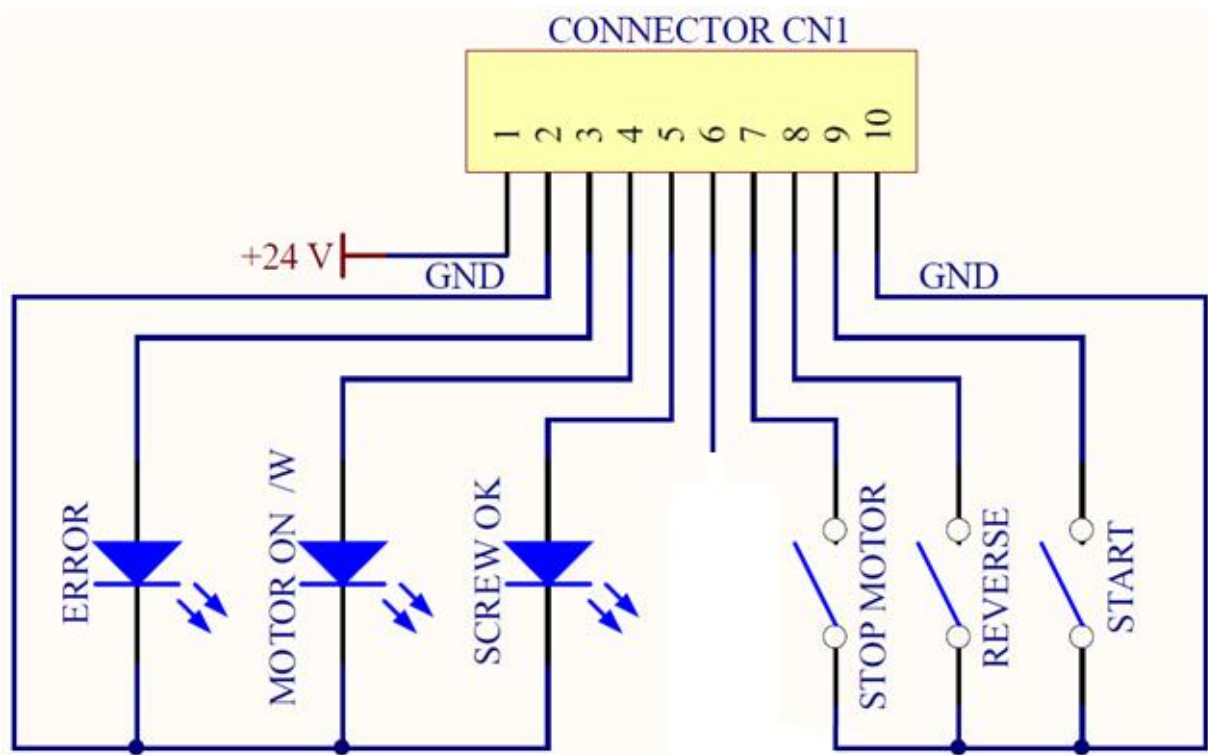 CONNECTOR CN1
1 2 3 4 5 6 7 8 9 10
+24 V
GND
GND
ERROR
MOTOR ON /W
SCREW OK
STOP MOTOR
REVERSE
START